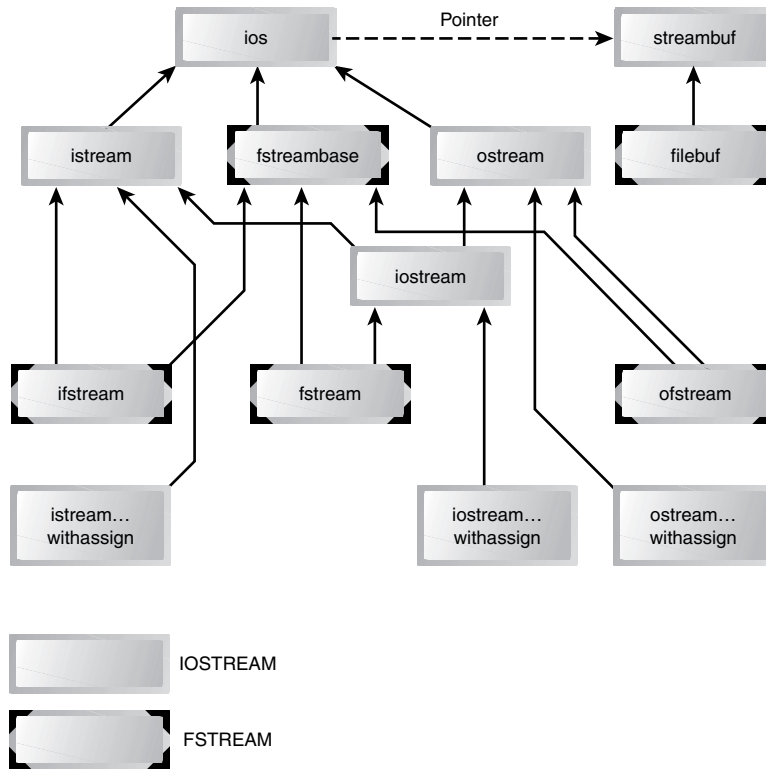 Pointer
ios
streambuf
istream
fstreambase
ostream
filebuf
iostream
ifstream
fstream
ofstream
istream…
withassign
iostream…
withassign
ostream…
withassign
IOSTREAM
FSTREAM